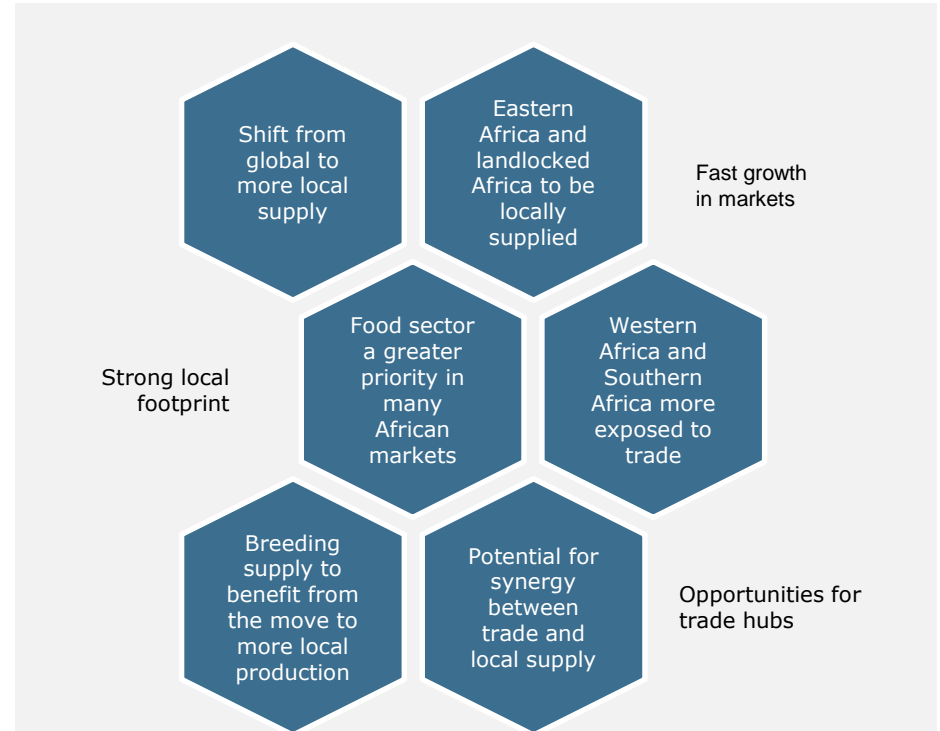 Shift from
global to
more local
supply
Eastern
Africa and
landlocked
Africa to be
locally
supplied
Fast growth
in markets
Strong local
footprint
Food sector
a greater
priority in
many
African
markets
Western
Africa and
Southern
Africa more
exposed to
trade
Breeding
supply to
benefit from
the move to
more local
production
Potential for
synergy
between
trade and
local supply
Opportunities for
trade hubs